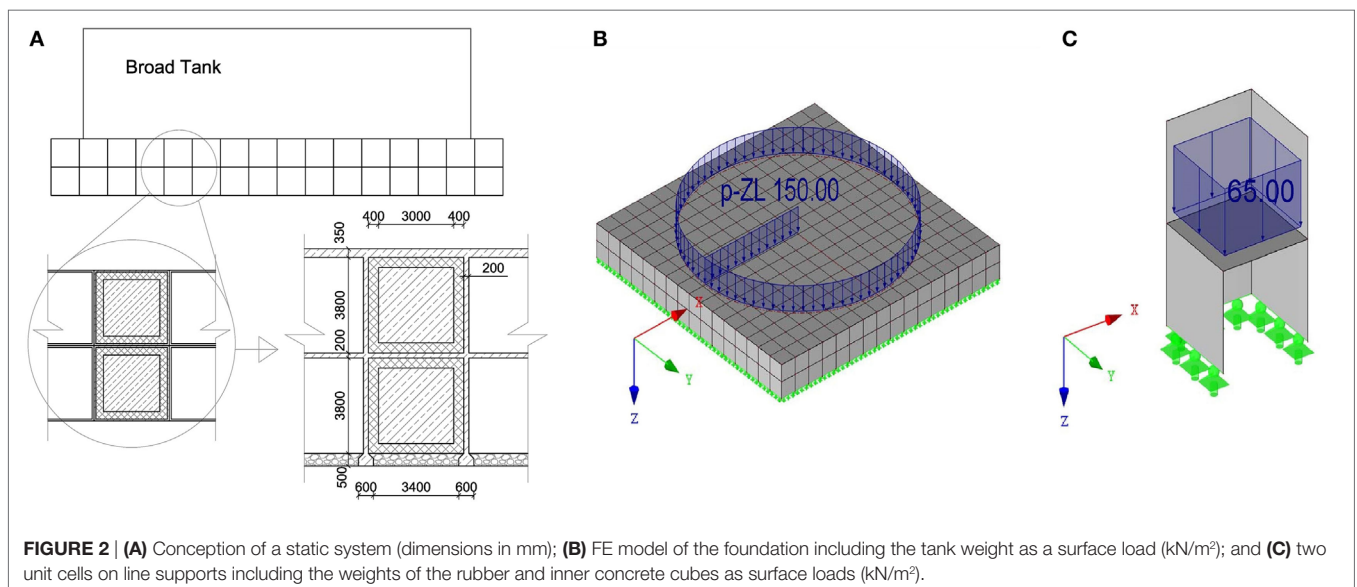 A
Broad Tank
400 3000 400
350
200
3800
200
3800
500
600 3400 600
B
p-ZL 150.00
X
Y
Z
C
65.00
X
Y
Z
FIGURE 2 | (A) Conception of a static system (dimensions in mm); (B) FE model of the foundation including the tank weight as a surface load (kN/m²); and (C) two
unit cells on line supports including the weights of the rubber and inner concrete cubes as surface loads (kN/m²).